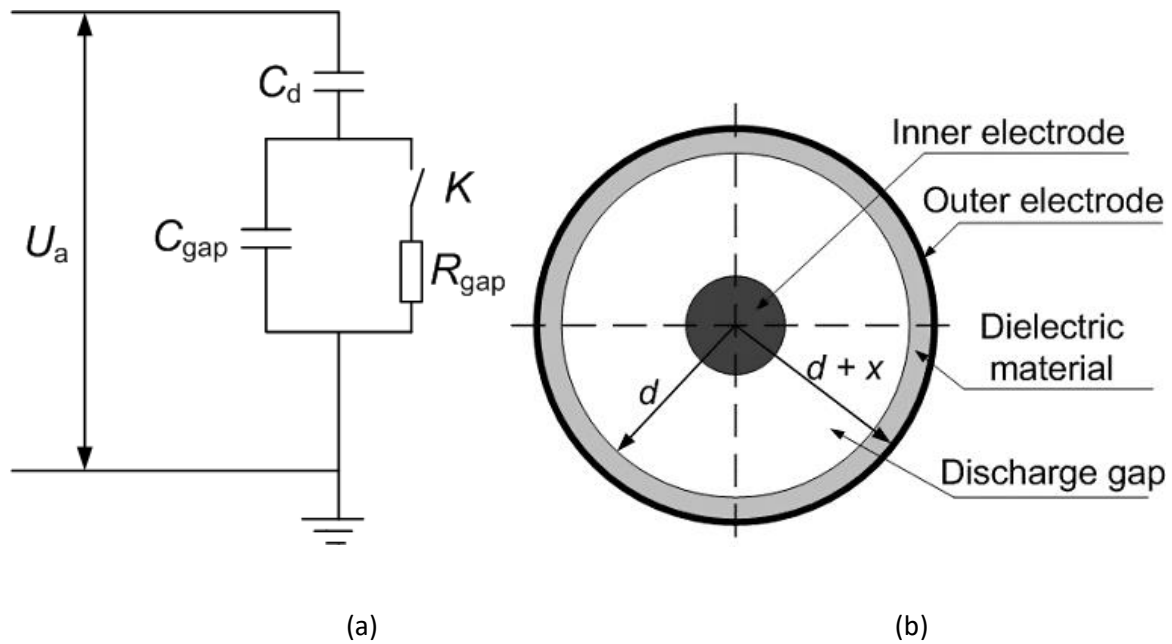 C_d
K
U_a
C_gap
R_gap
Inner electrode
Outer electrode
Dielectric
material
d
d + x
Discharge gap
(a)
(b)